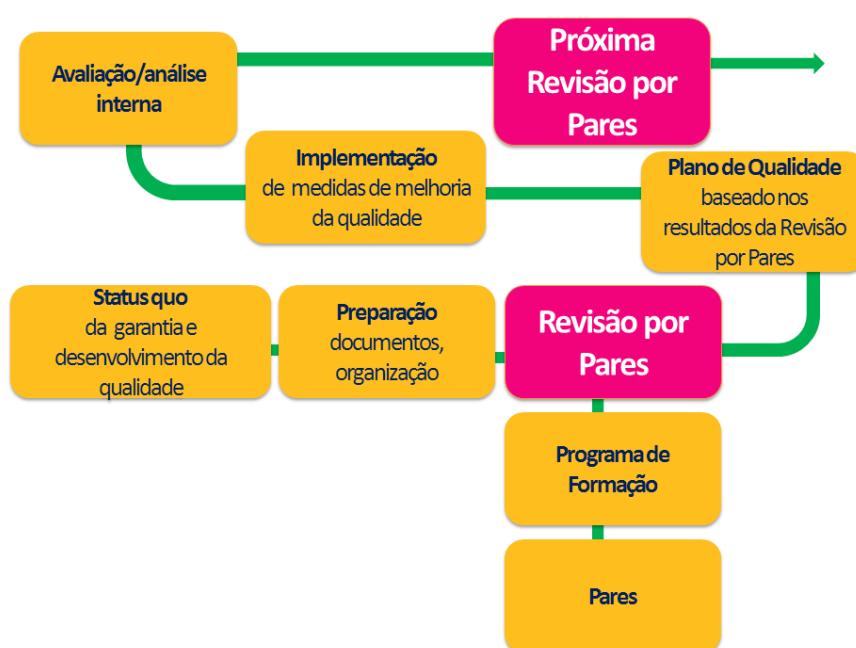 Avaliação/análise
interna
Próxima
Revisão por
Pares
Implementação
de medidas de melhoria
da qualidade
Plano de Qualidade
baseado nos
resultados da Revisão
por Pares
Status quo
da garantia e
desenvolvimento da
qualidade
Preparação
documentos,
organização
Revisão por
Pares
Programa de
Formação
Pares